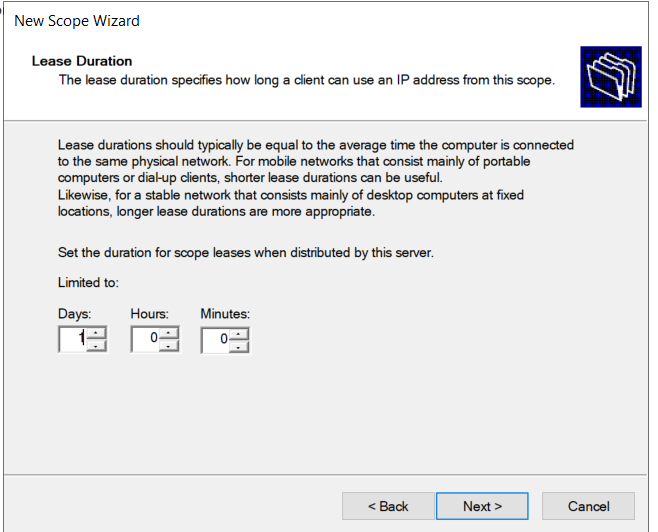 New Scope Wizard
Lease Duration
The lease duration specifies how long a client can use an IP address from this scope.
Lease durations should typically be equal to the average time the computer is connected
to the same physical network. For mobile networks that consist mainly of portable
computers or dial-up clients, shorter lease durations can be useful.
Likewise, for a stable network that consists mainly of desktop computers at fixed
locations, longer lease durations are more appropriate.
Set the duration for scope leases when distributed by this server.
Limited to:
Days: Hours: Minutes:
1 0 0
< Back Next > Cancel